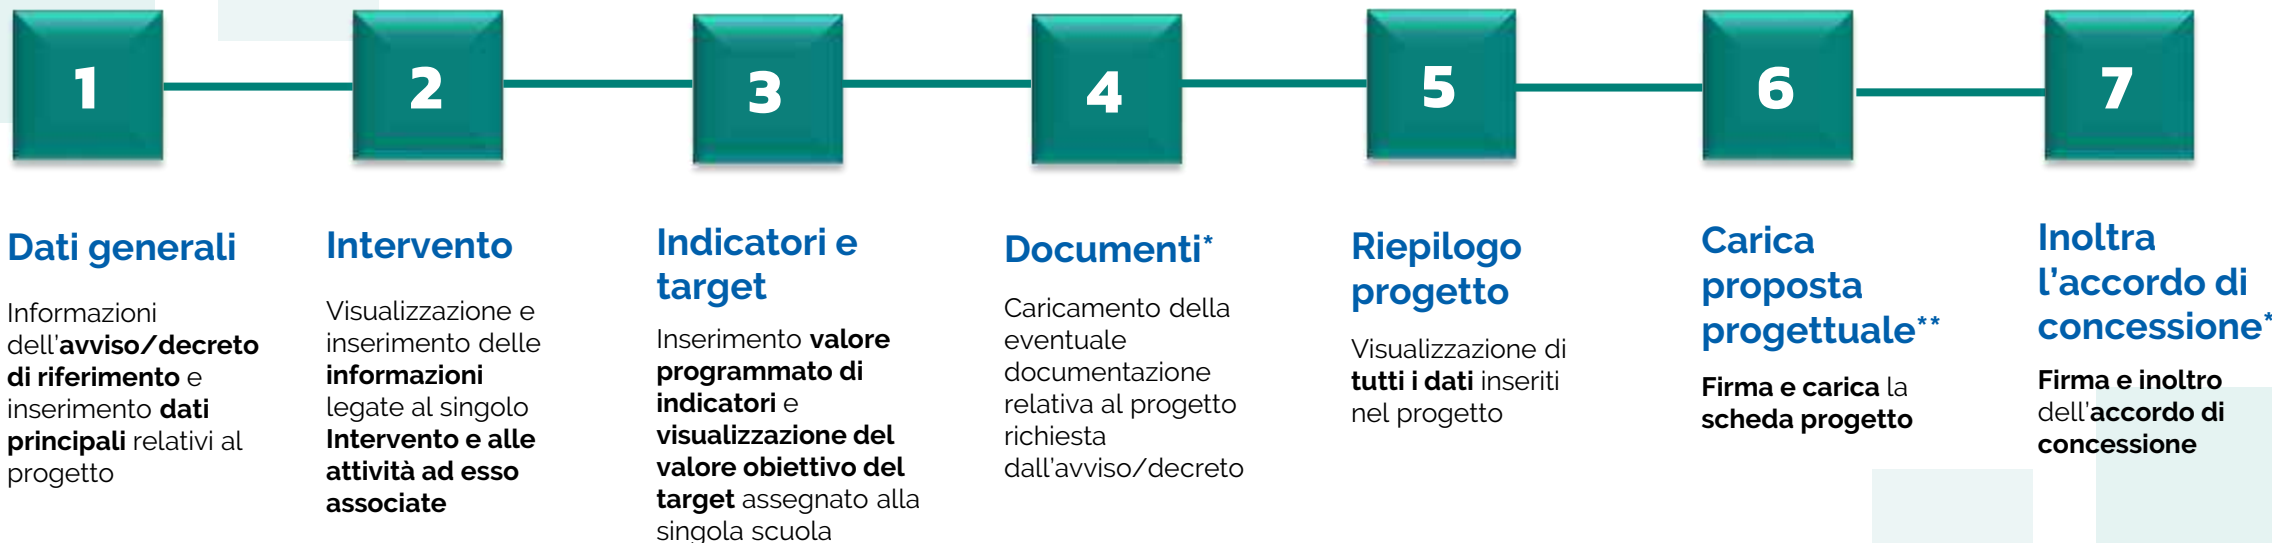 1
2
3
4
5
6
7
Dati generali
Informazioni
dell'avviso/decreto
di riferimento e
inserimento dati
principali relativi al
progetto
Intervento
Visualizzazione e
inserimento delle
informazioni
legate al singolo
Intervento e alle
attività ad esso
associate
Indicatori e
target
Inserimento valore
programmato di
indicatori e
visualizzazione del
valore obiettivo del
target assegnato alla
singola scuola
Documenti*
Caricamento della
eventuale
documentazione
relativa al progetto
richiesta
dall'avviso/decreto
Riepilogo
progetto
Visualizzazione di
tutti i dati inseriti
nel progetto
Carica
proposta
progettuale**
Firma e carica la
scheda progetto
Inoltra
l'accordo di
concessione*
Firma e inoltro
dell'accordo di
concessione